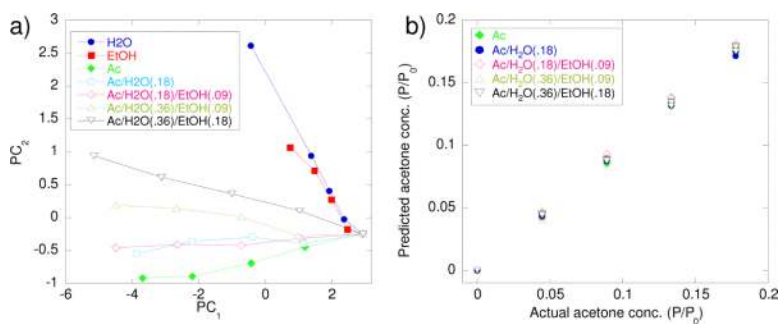 a)
3
2.5
2
1.5
1
0.5
0
-0.5
-1
PC2
H2O
EtOH
Ac
Ac/H2O(.18)
Ac/H2O(.18)/EtOH(.09)
Ac/H2O(.36)/EtOH(.09)
Ac/H2O(.36)/EtOH(.18)
-6 -4 -2 0 2
PC1
b)
0.2
0.15
0.1
0.05
0
Predicted acetone conc. (P/P0)
Ac
Ac/H2O(.18)
Ac/H2O(.18)/EtOH(.09)
Ac/H2O(.36)/EtOH(.09)
Ac/H2O(.36)/EtOH(.18)
0 0.05 0.1 0.15 0.2
Actual acetone conc. (P/P0)